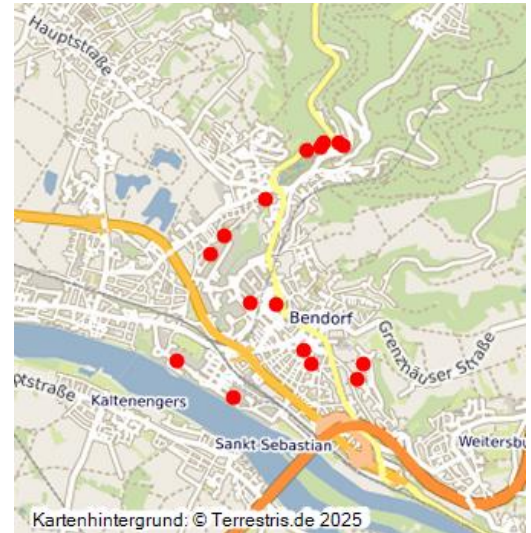 Hauptstraße
Bendorf
Grenzhäuser Straße
ptstraße
Kaltenengers
Sankt Sebastian
Weitersbu
Kartenhintergrund: © Terrestris.de 2025